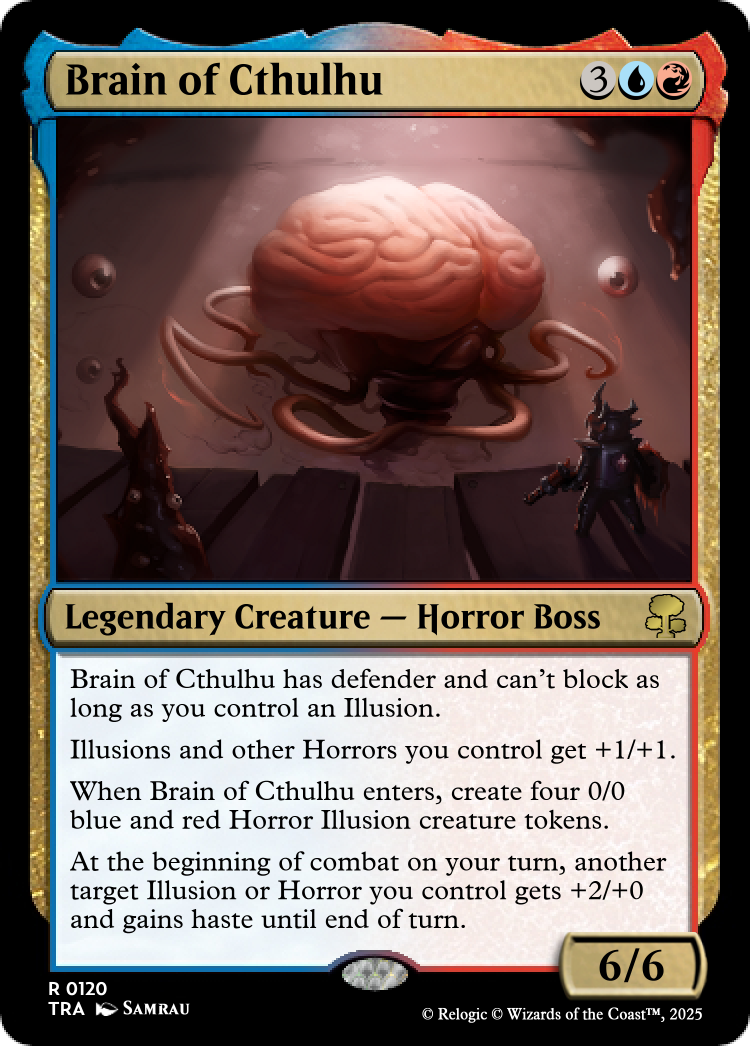 Brain of Cthulhu
3
Legendary Creature — Horror Boss
Brain of Cthulhu has defender and can't block as
long as you control an Illusion.
Illusions and other Horrors you control get +1/+1.
When Brain of Cthulhu enters, create four 0/0
blue and red Horror Illusion creature tokens.
At the beginning of combat on your turn, another
target Illusion or Horror you control gets +2/+0
and gains haste until end of turn.
6/6
R 0120
TRA SAMRAU
© Relogic © Wizards of the Coast™, 2025